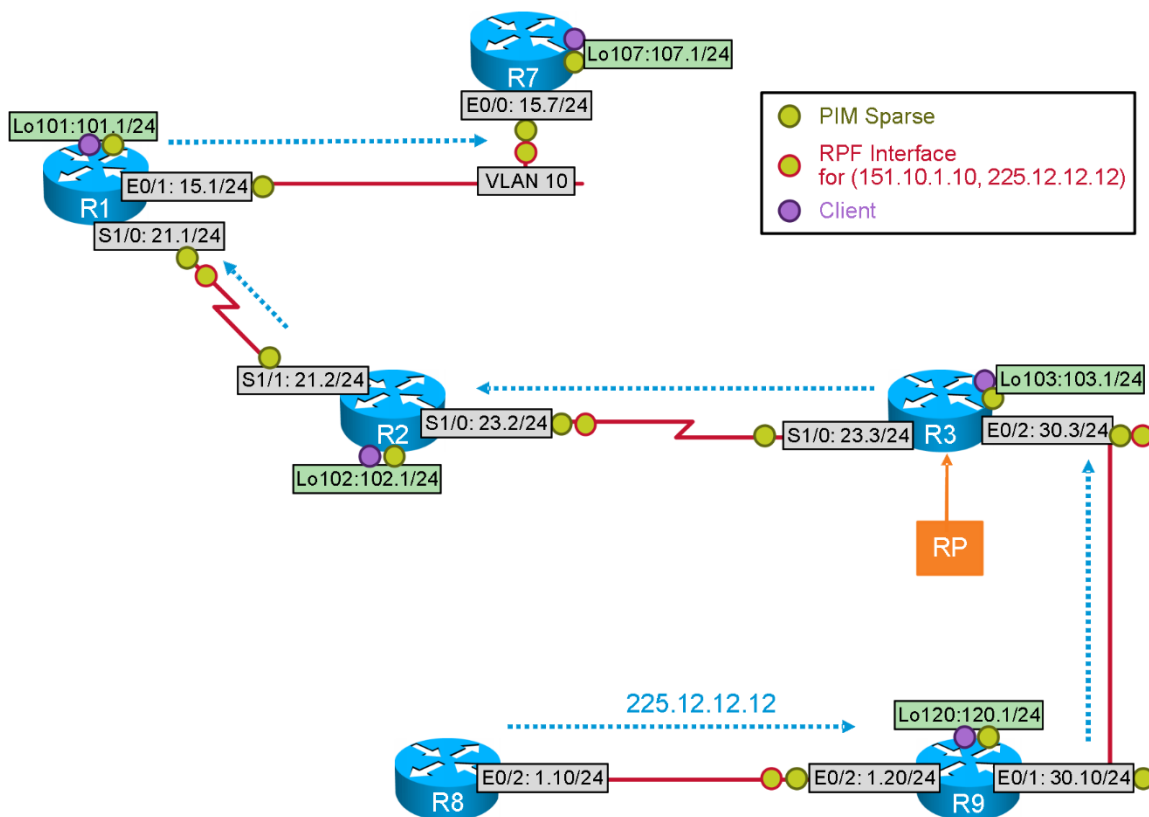 Lo107:107.1/24
R7
E0/0: 15.7/24
Lo101:101.1/24
PIM Sparse
RPF Interface
for (151.10.1.10, 225.12.12.12)
Client
E0/1: 15.1/24
VLAN 10
R1
S1/0: 21.1/24
S1/1: 21.2/24
Lo103:103.1/24
R2
S1/0: 23.2/24
S1/0: 23.3/24
R3
E0/2: 30.3/24
Lo102:102.1/24
RP
225.12.12.12
Lo120:120.1/24
R8
E0/2: 1.10/24
E0/2: 1.20/24
R9
E0/1: 30.10/24